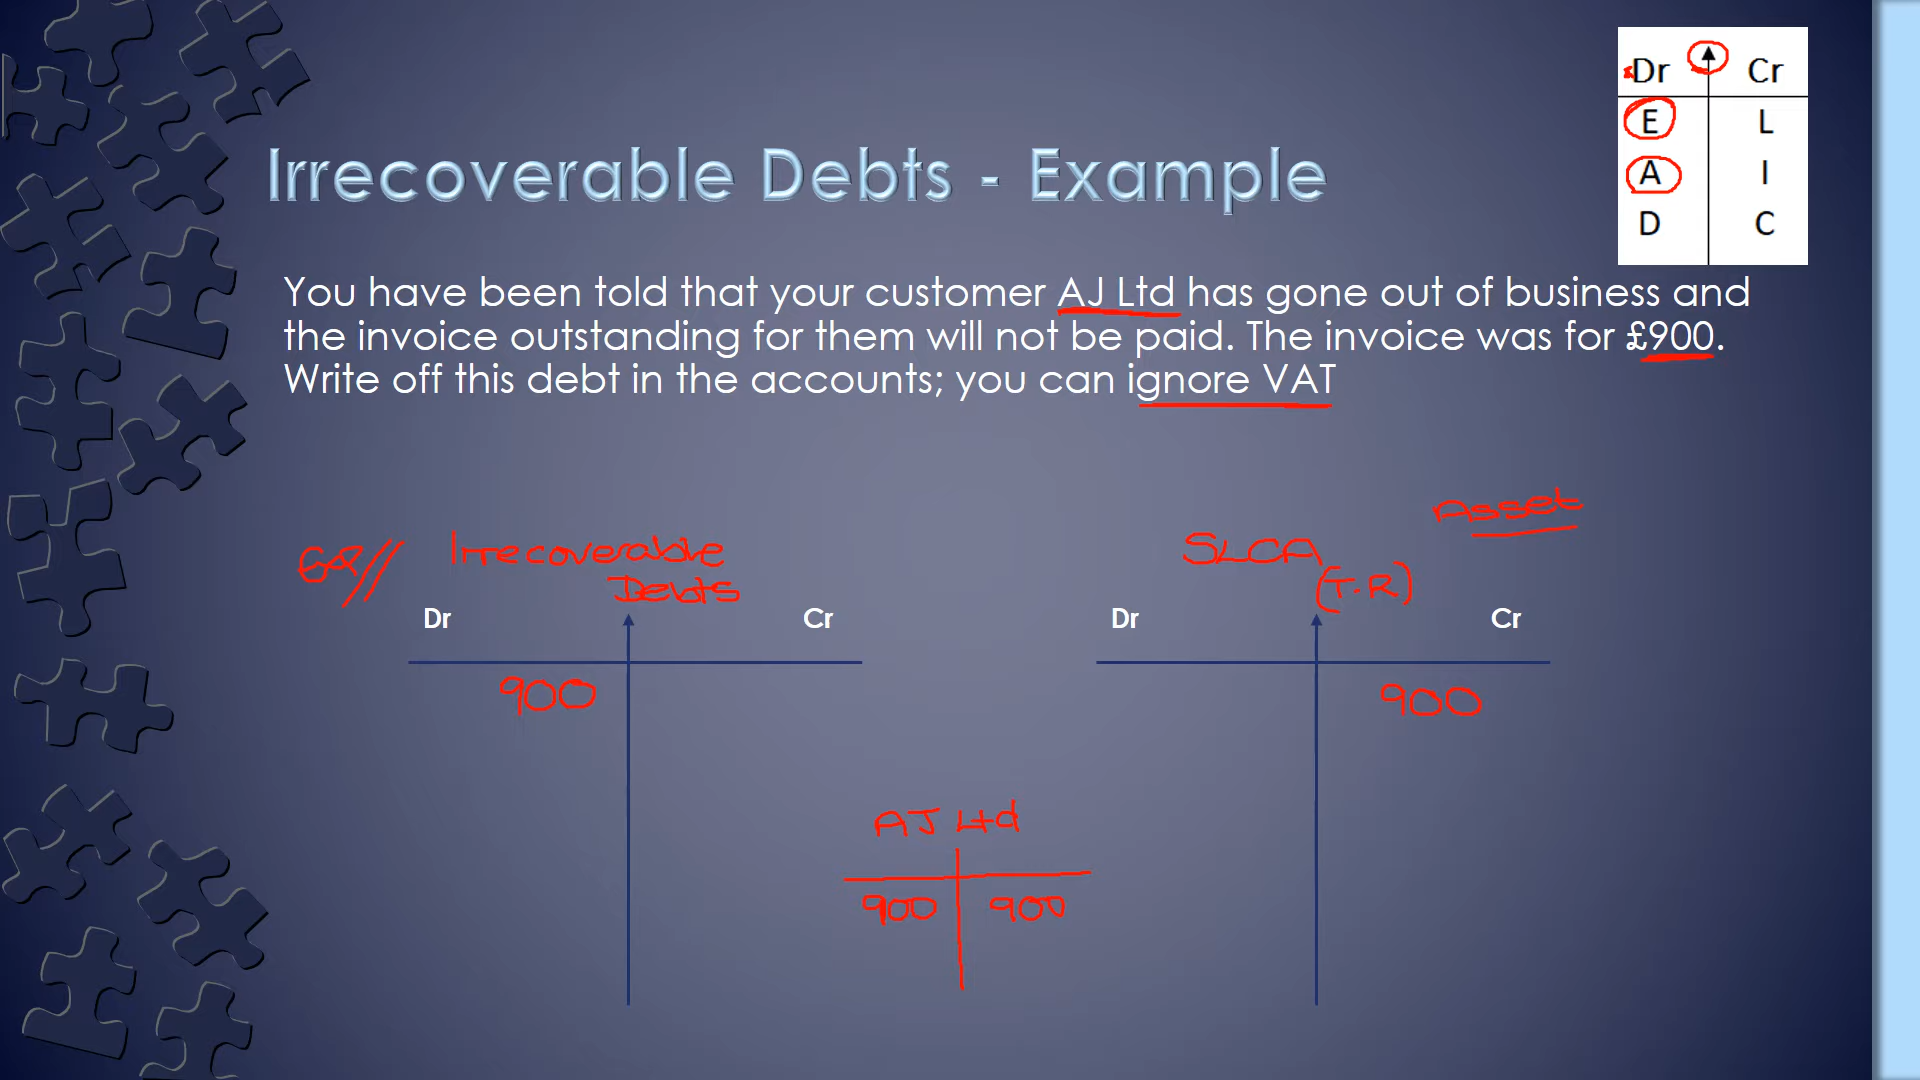 Dr Cr
E L
A I
D C
Irrecoverable Debts - Example
You have been told that your customer AJ Ltd has gone out of business and
the invoice outstanding for them will not be paid. The invoice was for £900.
Write off this debt in the accounts; you can ignore VAT
Asset
Irrecoverable
Debts
SLCA
(T.R)
Dr Cr
Dr Cr
900
900
AJ Ltd
900 900